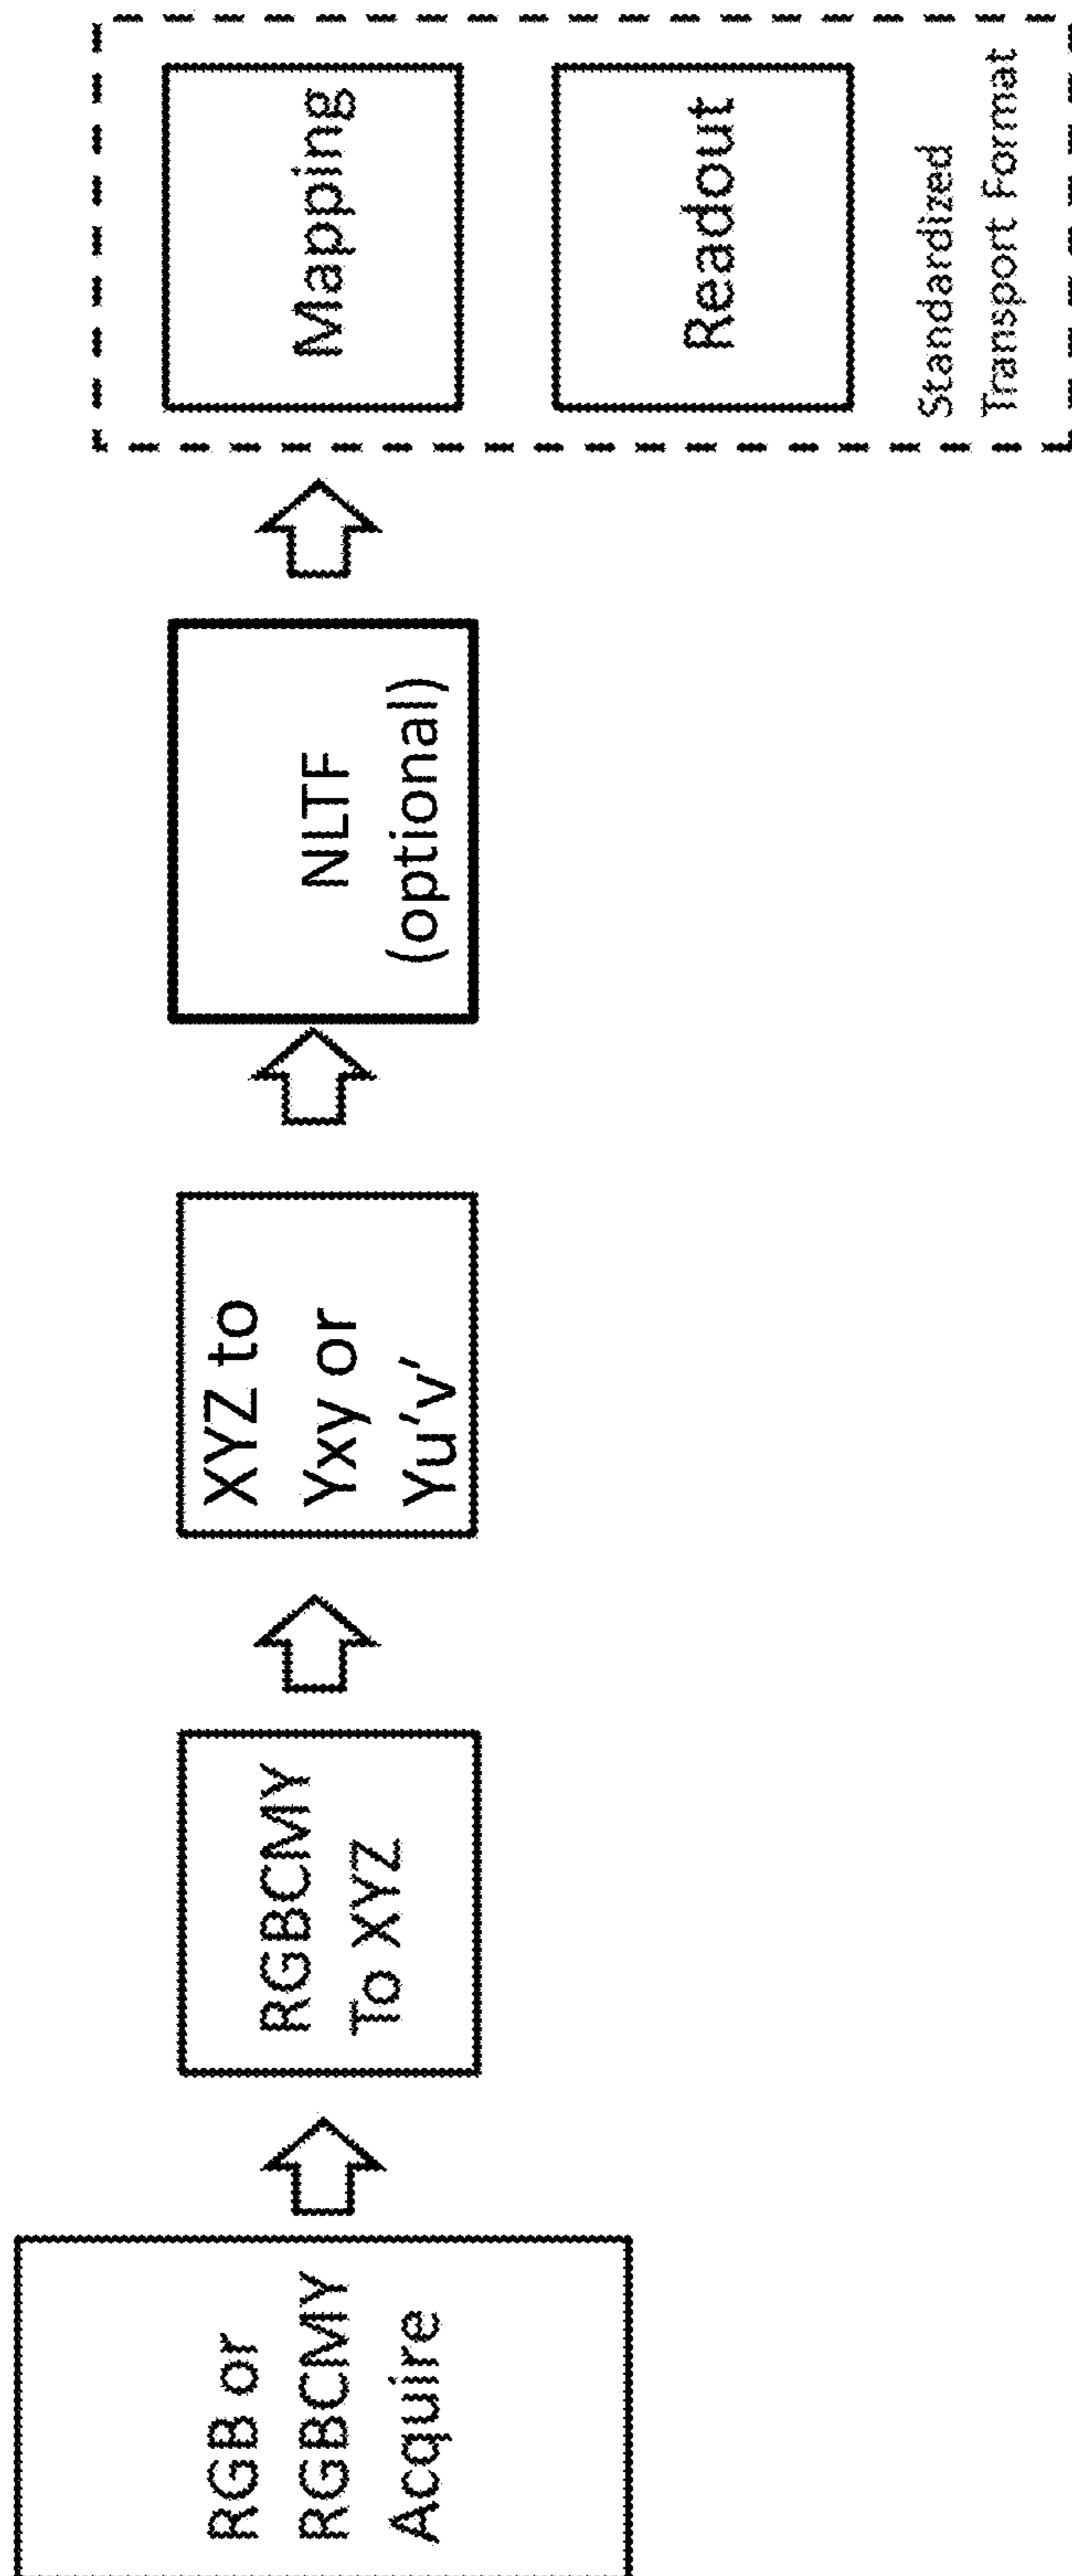 RGB or
RGBCMY
Acquire
RGBCMY
To XYZ
XYZ to
Yxy or
Yu'v'
NLTF
(optional)
Mapping
Readout
Standardized
Transport Format